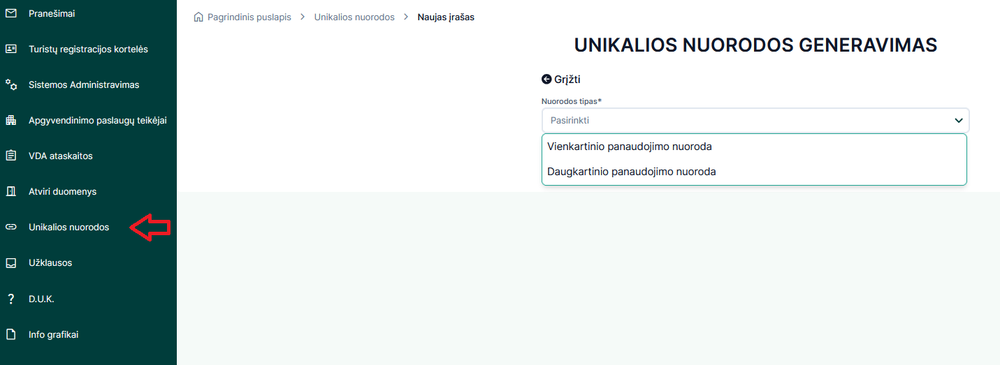 Pranešimai
Turistų registracijos kortelės
Sistemos Administravimas
Apgyvendinimo paslaugų teikėjai
VDA ataskaitos
Atviri duomenys
Unikalios nuorodos
Užklausos
D.U.K.
Info grafikai
Pagrindinis puslapis > Unikalios nuorodos > Naujas įrašas
UNIKALIOS NUORODOS GENERAVIMAS
Grįžti
Nuorodos tipas*
Pasirinkti
Vienkartinio panaudojimo nuoroda
Daugkartinio panaudojimo nuoroda